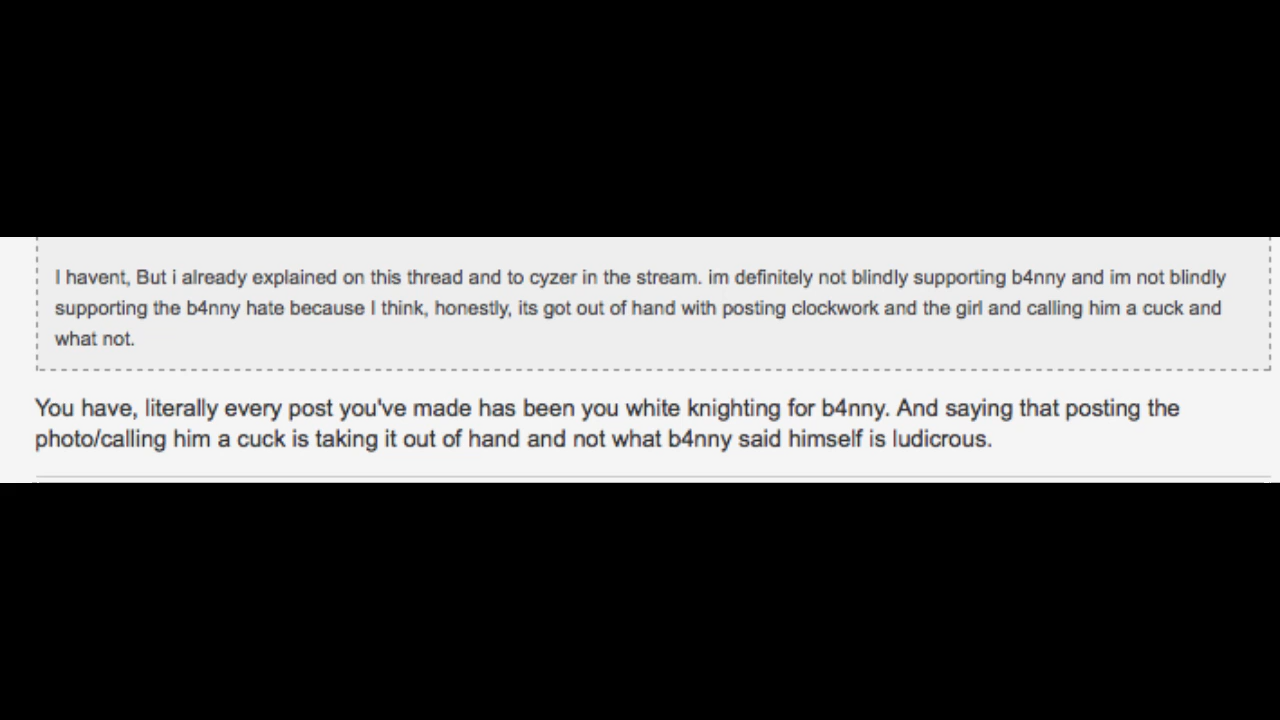 I havent, But i already explained on this thread and to cyzer in the stream. im definitely not blindly supporting b4nny and im not blindly
supporting the b4nny hate because I think, honestly, its got out of hand with posting clockwork and the girl and calling him a cuck and
what not.
You have, literally every post you've made has been you white knighting for b4nny. And saying that posting the
photo/calling him a cuck is taking it out of hand and not what b4nny said himself is ludicrous.